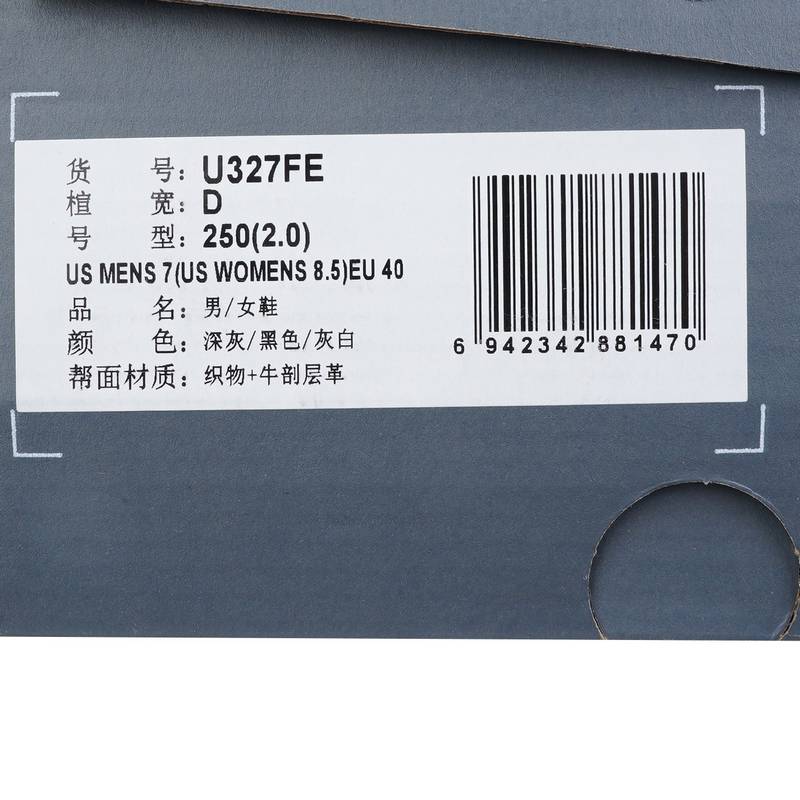 货 号：U327FE
楦 宽：D
号 型：250(2.0)
US MENS 7(US WOMENS 8.5)EU 40
品 名：男/女鞋
颜 色：深灰/黑色/灰白
帮面材质：织物+牛剖层革
6 942342 881470